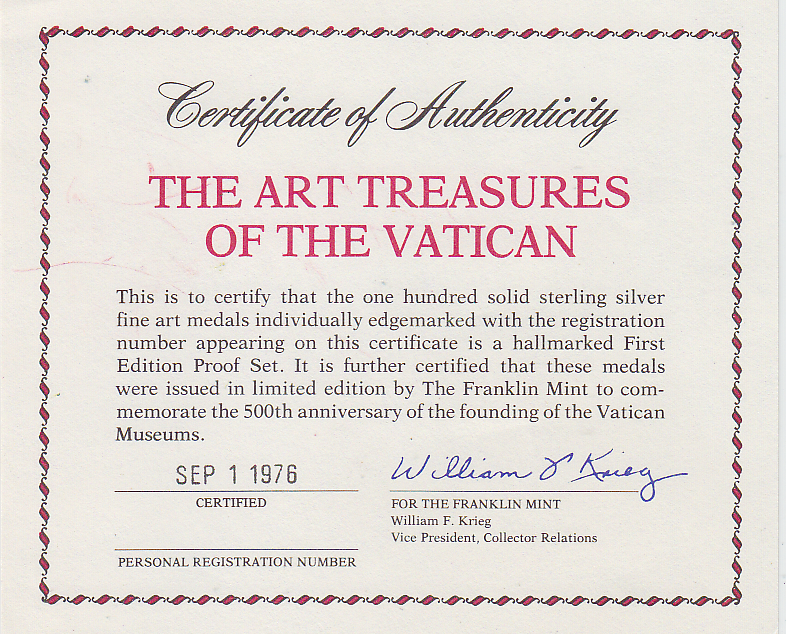 Certificate of Authenticity
THE ART TREASURES
OF THE VATICAN
This is to certify that the one hundred solid sterling silver
fine art medals individually edgemarked with the registration
number appearing on this certificate is a hallmarked First
Edition Proof Set. It is further certified that these medals
were issued in limited edition by The Franklin Mint to com-
memorate the 500th anniversary of the founding of the Vatican
Museums.
SEP 1 1976
CERTIFIED
William F Krieg
FOR THE FRANKLIN MINT
William F. Krieg
Vice President, Collector Relations
PERSONAL REGISTRATION NUMBER